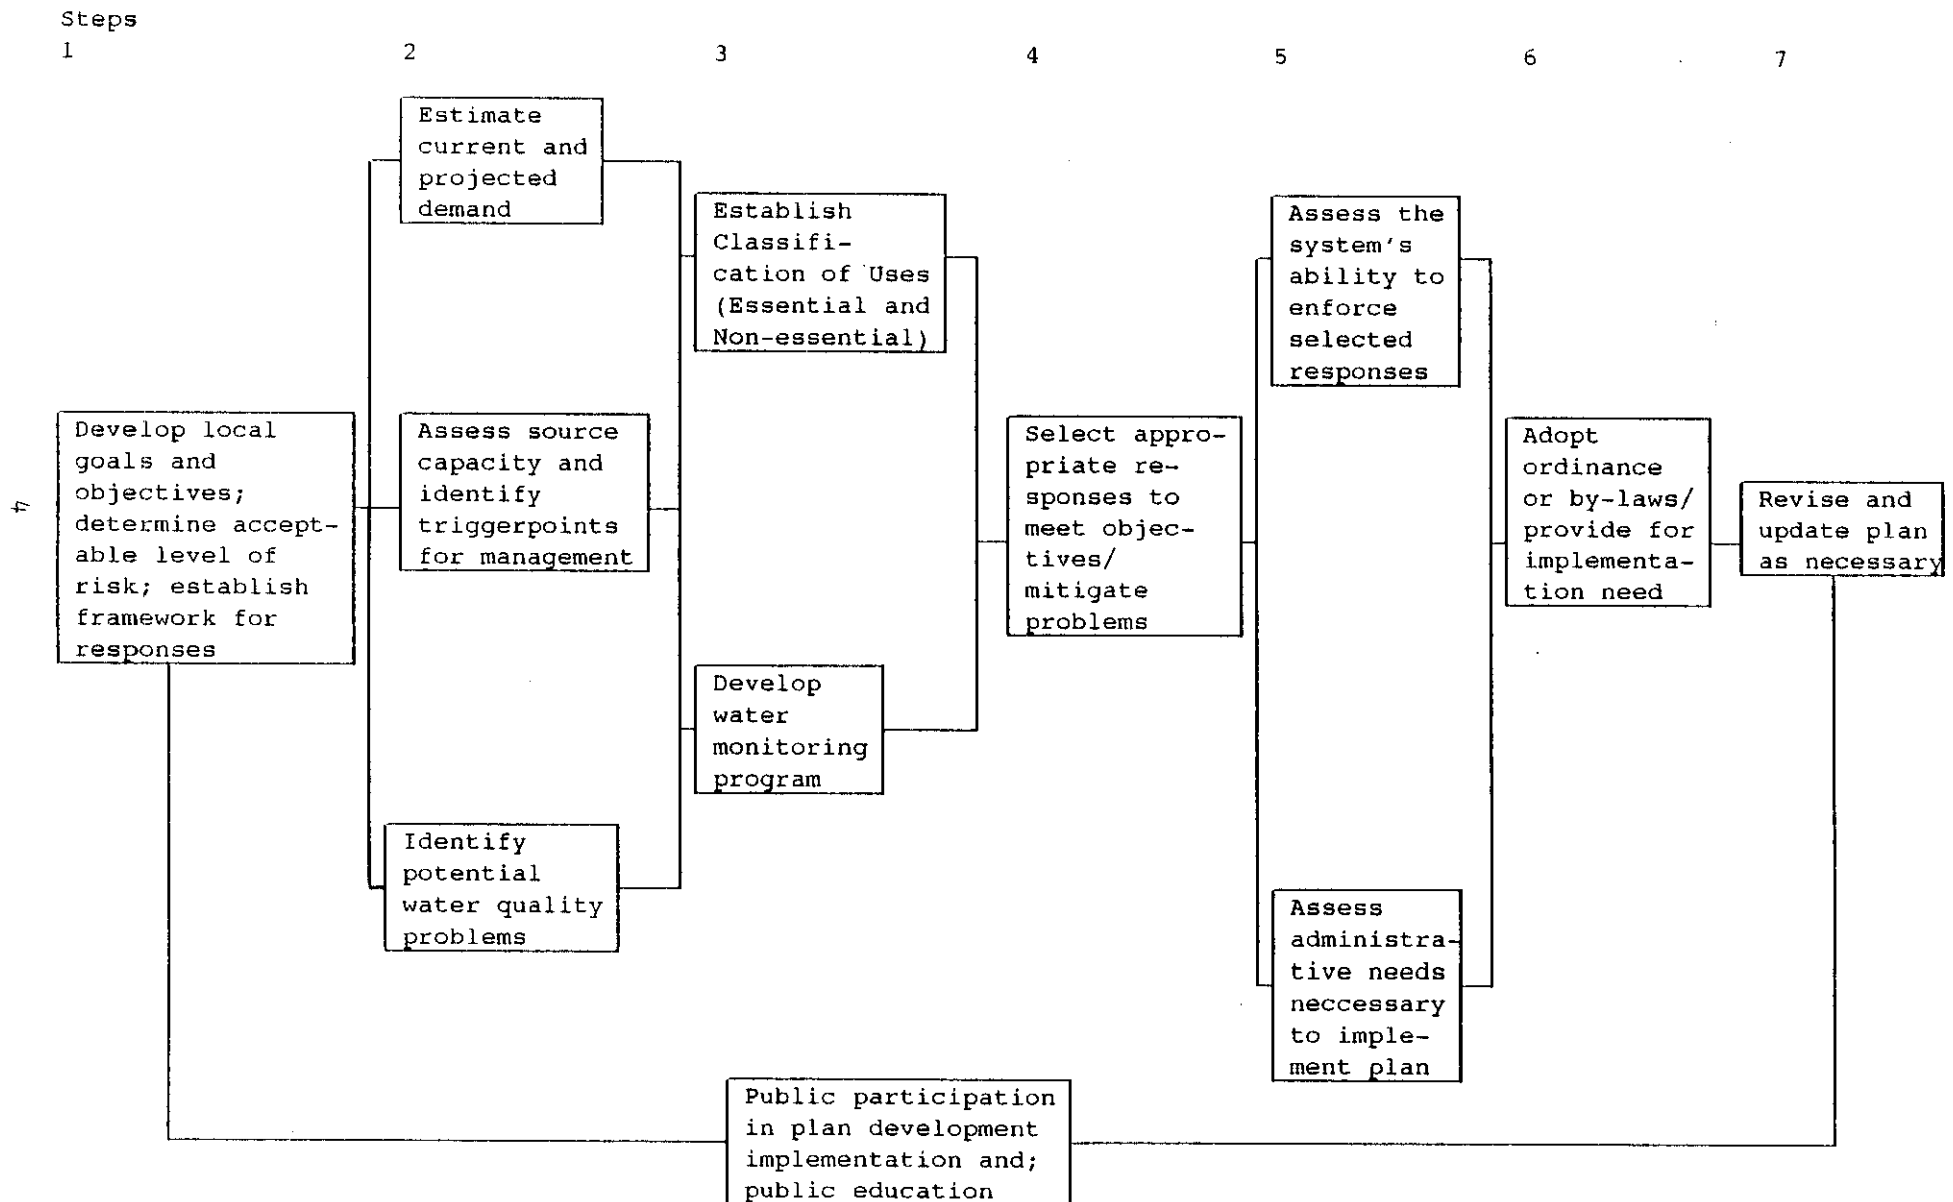 Steps
1 2 3 4 5 6 7
Estimate
current and
projected
demand
Establish
Classifi-
cation of Uses
(Essential and
Non-essential)
Assess the
system's
ability to
enforce
selected
responses
Develop local
goals and
objectives;
determine accept-
able level of
risk; establish
framework for
responses
Assess source
capacity and
identify
triggerpoints
for management
Select appro-
priate re-
sponses to
meet objec-
tives/
mitigate
problems
Adopt
ordinance
or by-laws/
provide for
implementa-
tion need
Revise and
update plan
as necessary
4
Develop
water
monitoring
program
Identify
potential
water quality
problems
Assess
administra-
tive needs
neccessary
to imple-
ment plan
Public participation
in plan development
implementation and;
public education